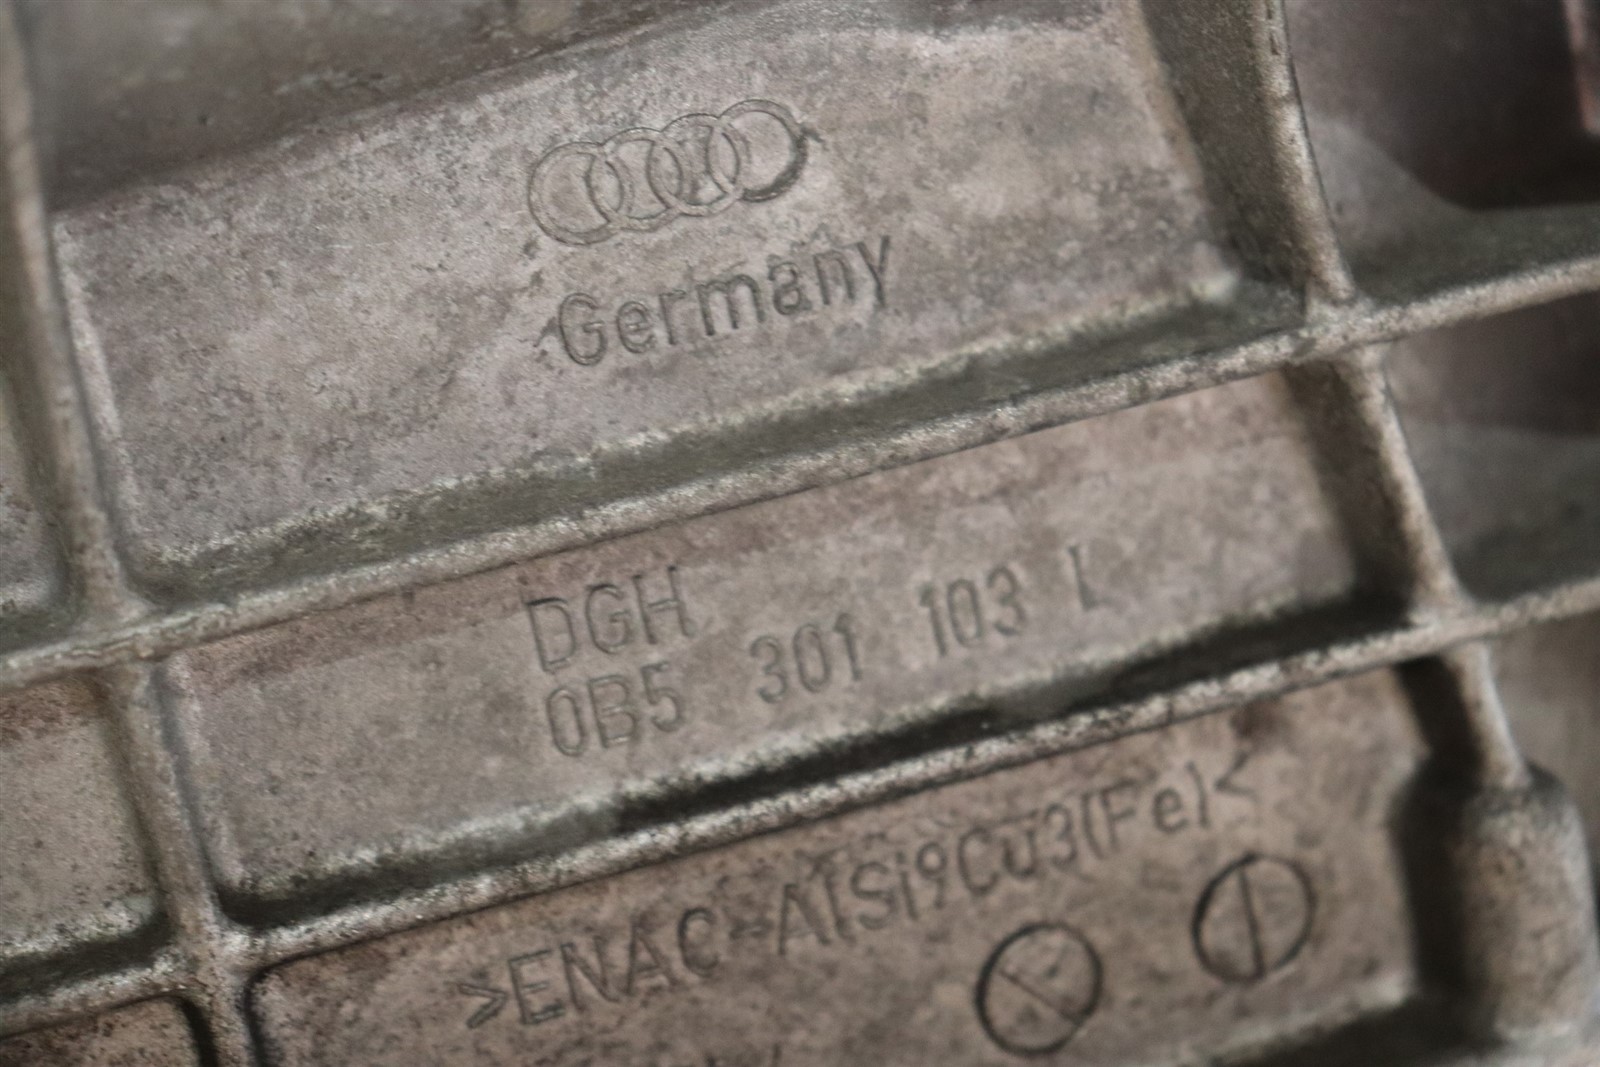 Germany
DGH
0B5 301 103 L
>ENAC-AlSi9Cu3(Fe)<